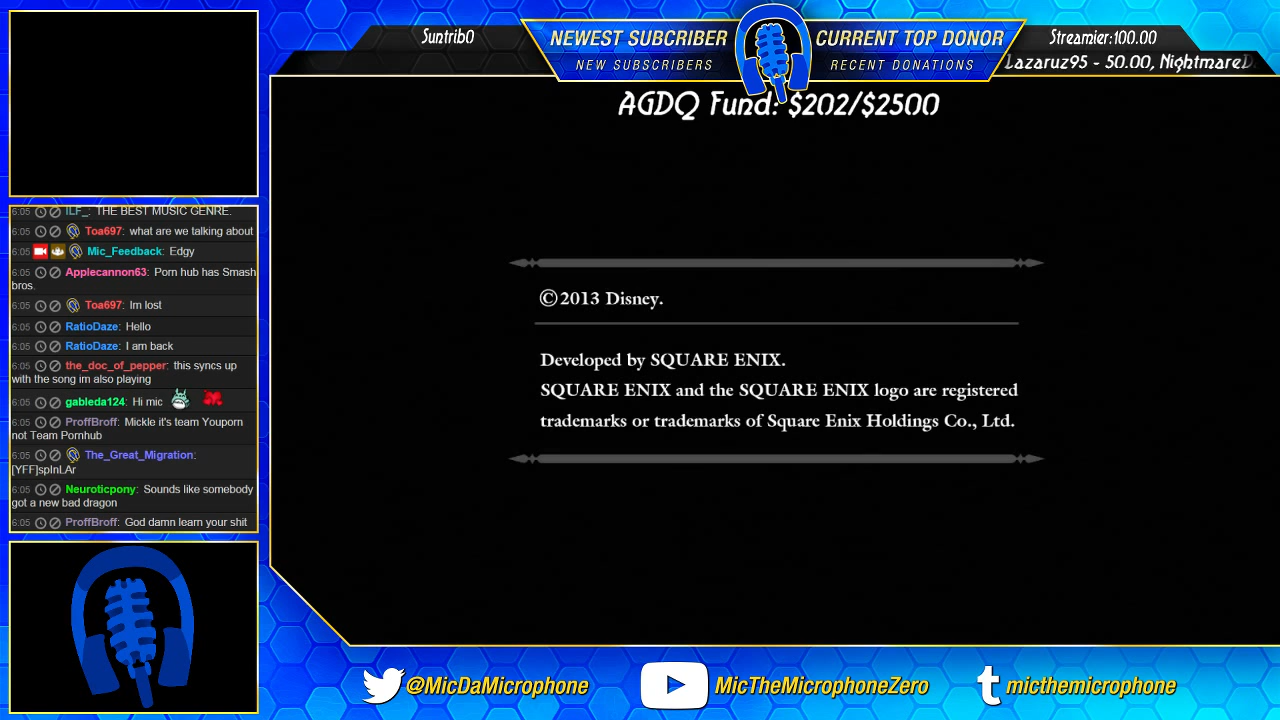 Suntrib0
NEWEST SUBCRIBER
NEW SUBSCRIBERS
CURRENT TOP DONOR
RECENT DONATIONS
Streamier:100.00
Lazaruz95 - 50.00, NightmareD
AGDQ Fund: $202/$2500
6:05 ILF_: THE BEST MUSIC GENRE.
6:05 Toa697: what are we talking about
6:05 Mic_Feedback: Edgy
6:05 Applecannon63: Porn hub has Smash
bros.
6:05 Toa697: Im lost
6:05 RatioDaze: Hello
6:05 RatioDaze: I am back
6:05 the_doc_of_pepper: this syncs up
with the song im also playing
6:05 gableda124: Hi mic
6:05 ProffBroff: Mickle it's team Youporn
not Team Pornhub
6:05 The_Great_Migration:
[YFF]spInLAr
6:05 Neuroticpony: Sounds like somebody
got a new bad dragon
6:05 ProffBroff: God damn learn your shit
©2013 Disney.
Developed by SQUARE ENIX.
SQUARE ENIX and the SQUARE ENIX logo are registered
trademarks or trademarks of Square Enix Holdings Co., Ltd.
@MicDaMicrophone
MicTheMicrophoneZero
t micthemicrophone